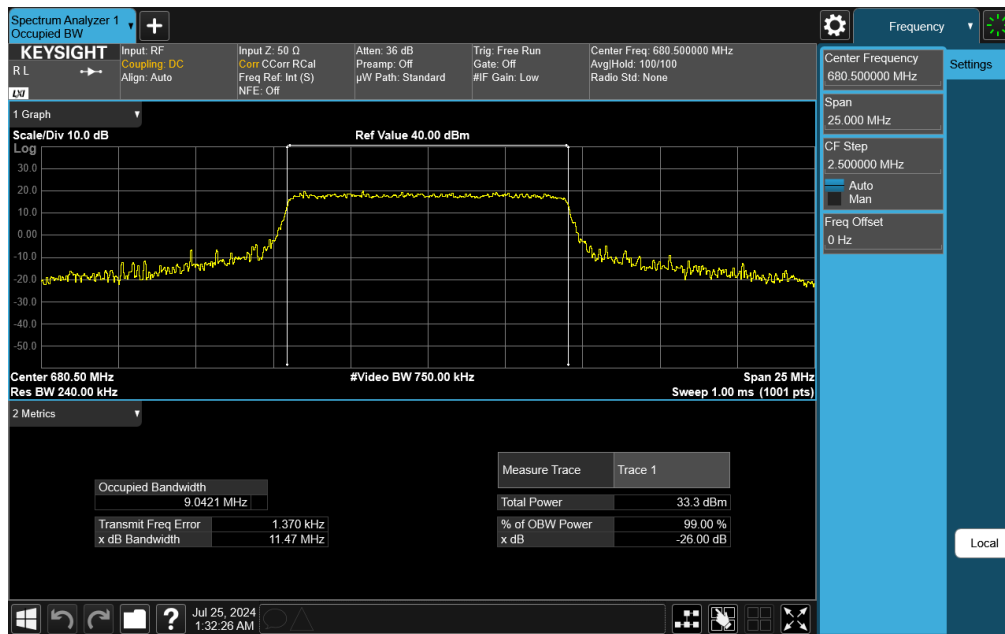 Spectrum Analyzer 1
Occupied BW
Frequency
KEYSIGHT
R L
LXI
Input: RF
Coupling: DC
Align: Auto
Input Z: 50 Ω
Corr CCorr RCal
Freq Ref: Int (S)
NFE: Off
Atten: 36 dB
Preamp: Off
µW Path: Standard
Trig: Free Run
Gate: Off
#IF Gain: Low
Center Freq: 680.500000 MHz
Avg|Hold: 100/100
Radio Std: None
Center Frequency
680.500000 MHz
Settings
Span
25.000 MHz
CF Step
2.500000 MHz
Auto
Man
Freq Offset
0 Hz
Local
1 Graph
Scale/Div 10.0 dB
Ref Value 40.00 dBm
Log
30.0
20.0
10.0
0.00
-10.0
-20.0
-30.0
-40.0
-50.0
Center 680.50 MHz
#Video BW 750.00 kHz
Span 25 MHz
Res BW 240.00 kHz
Sweep 1.00 ms (1001 pts)
2 Metrics
Occupied Bandwidth
9.0421 MHz
Transmit Freq Error 1.370 kHz
x dB Bandwidth 11.47 MHz
Measure Trace Trace 1
Total Power 33.3 dBm
% of OBW Power 99.00 %
x dB -26.00 dB
?
Jul 25, 2024
1:32:26 AM